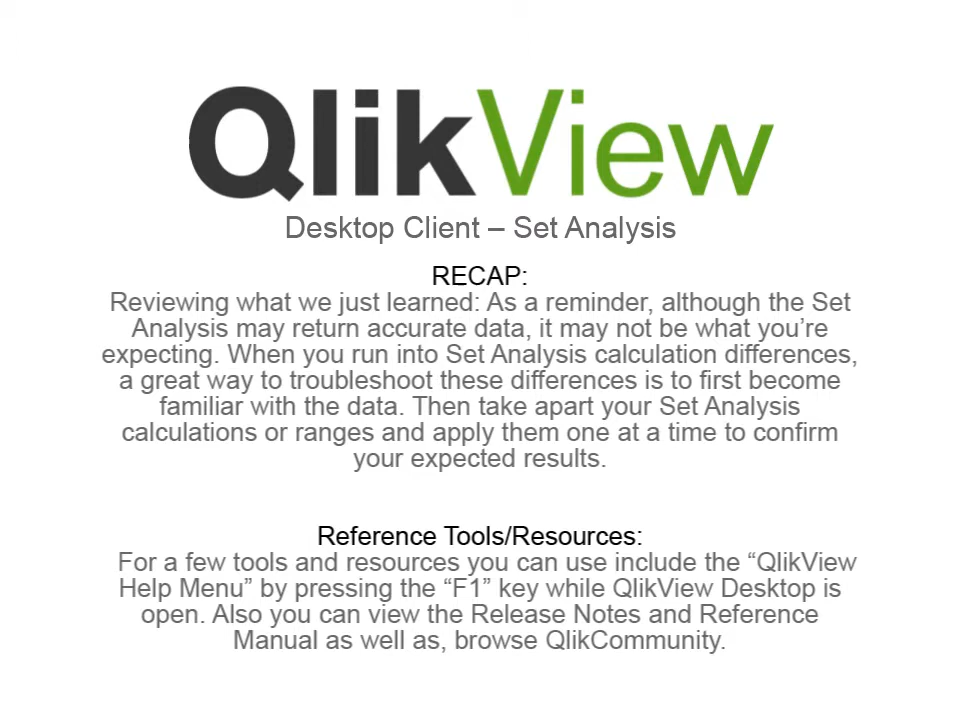 QlikView
Desktop Client – Set Analysis
RECAP:
Reviewing what we just learned: As a reminder, although the Set
Analysis may return accurate data, it may not be what you’re
expecting. When you run into Set Analysis calculation differences,
a great way to troubleshoot these differences is to first become
familiar with the data. Then take apart your Set Analysis
calculations or ranges and apply them one at a time to confirm
your expected results.
Reference Tools/Resources:
For a few tools and resources you can use include the “QlikView
Help Menu” by pressing the “F1” key while QlikView Desktop is
open. Also you can view the Release Notes and Reference
Manual as well as, browse QlikCommunity.